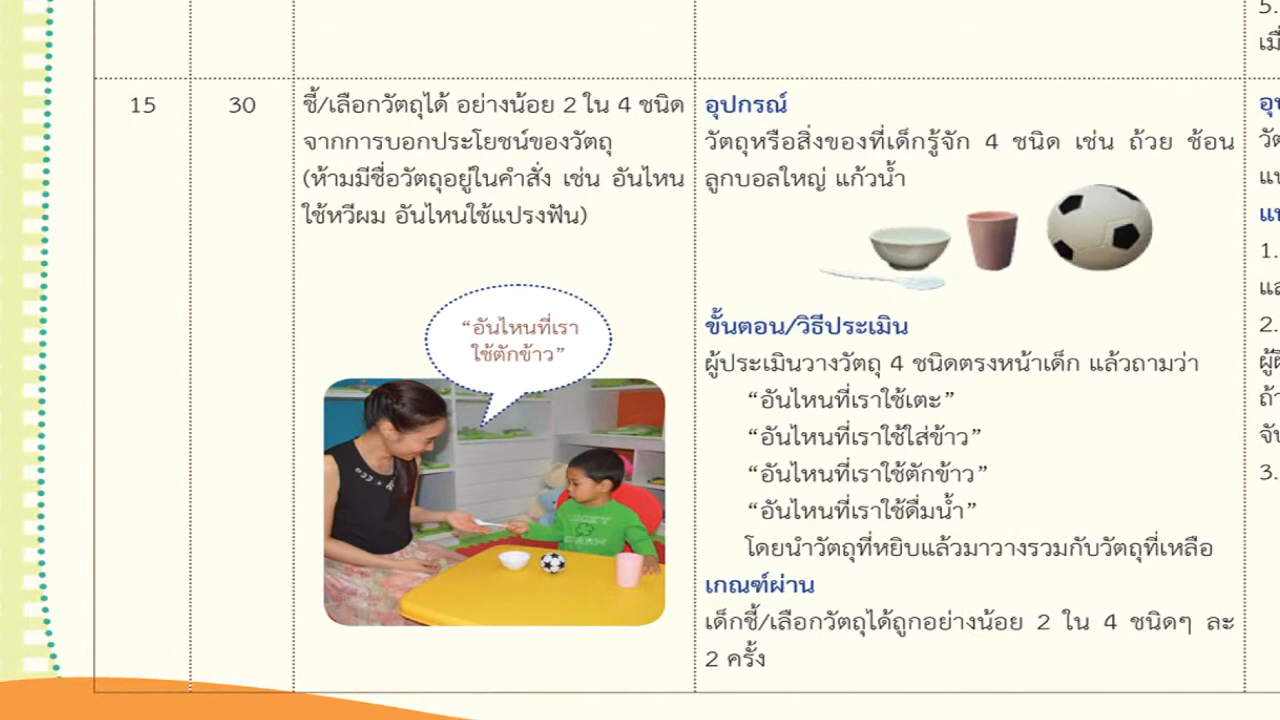 15
30
ชี้/เลือกวัตถุได้ อย่างน้อย 2 ใน 4 ชนิด
จากการบอกประโยชน์ของวัตถุ
(ห้ามมีชื่อวัตถุอยู่ในคำสั่ง เช่น อันไหน
ใช้หวีผม อันไหนใช้แปรงฟัน)
“อันไหนที่เรา
ใช้ตักข้าว”
อุปกรณ์
วัตถุหรือสิ่งของที่เด็กรู้จัก 4 ชนิด เช่น ถ้วย ช้อน
ลูกบอลใหญ่ แก้วน้ำ
ขั้นตอน/วิธีประเมิน
ผู้ประเมินวางวัตถุ 4 ชนิดตรงหน้าเด็ก แล้วถามว่า
“อันไหนที่เราใช้เตะ”
“อันไหนที่เราใช้ใส่ข้าว”
“อันไหนที่เราใช้ตักข้าว”
“อันไหนที่เราใช้ดื่มน้ำ”
โดยนำวัตถุที่หยิบแล้วมาวางรวมกับวัตถุที่เหลือ
เกณฑ์ผ่าน
เด็กชี้/เลือกวัตถุได้ถูกอย่างน้อย 2 ใน 4 ชนิดๆ ละ
2 ครั้ง
5.
1.
2.
3.